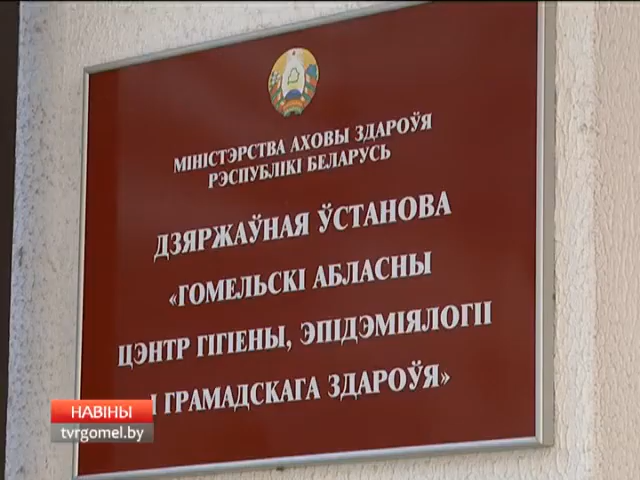 МІНІСТЭРСТВА АХОВЫ ЗДАРОЎЯ
РЭСПУБЛІКІ БЕЛАРУСЬ
ДЗЯРЖАЎНАЯ ЎСТАНОВА
«ГОМЕЛЬСКІ АБЛАСНЫ
ЦЭНТР ГІГІЕНЫ, ЭПІДЭМІЯЛОГІІ
І ГРАМАДСКАГА ЗДАРОЎЯ»
НАВІНЫ
tvrgomel.by